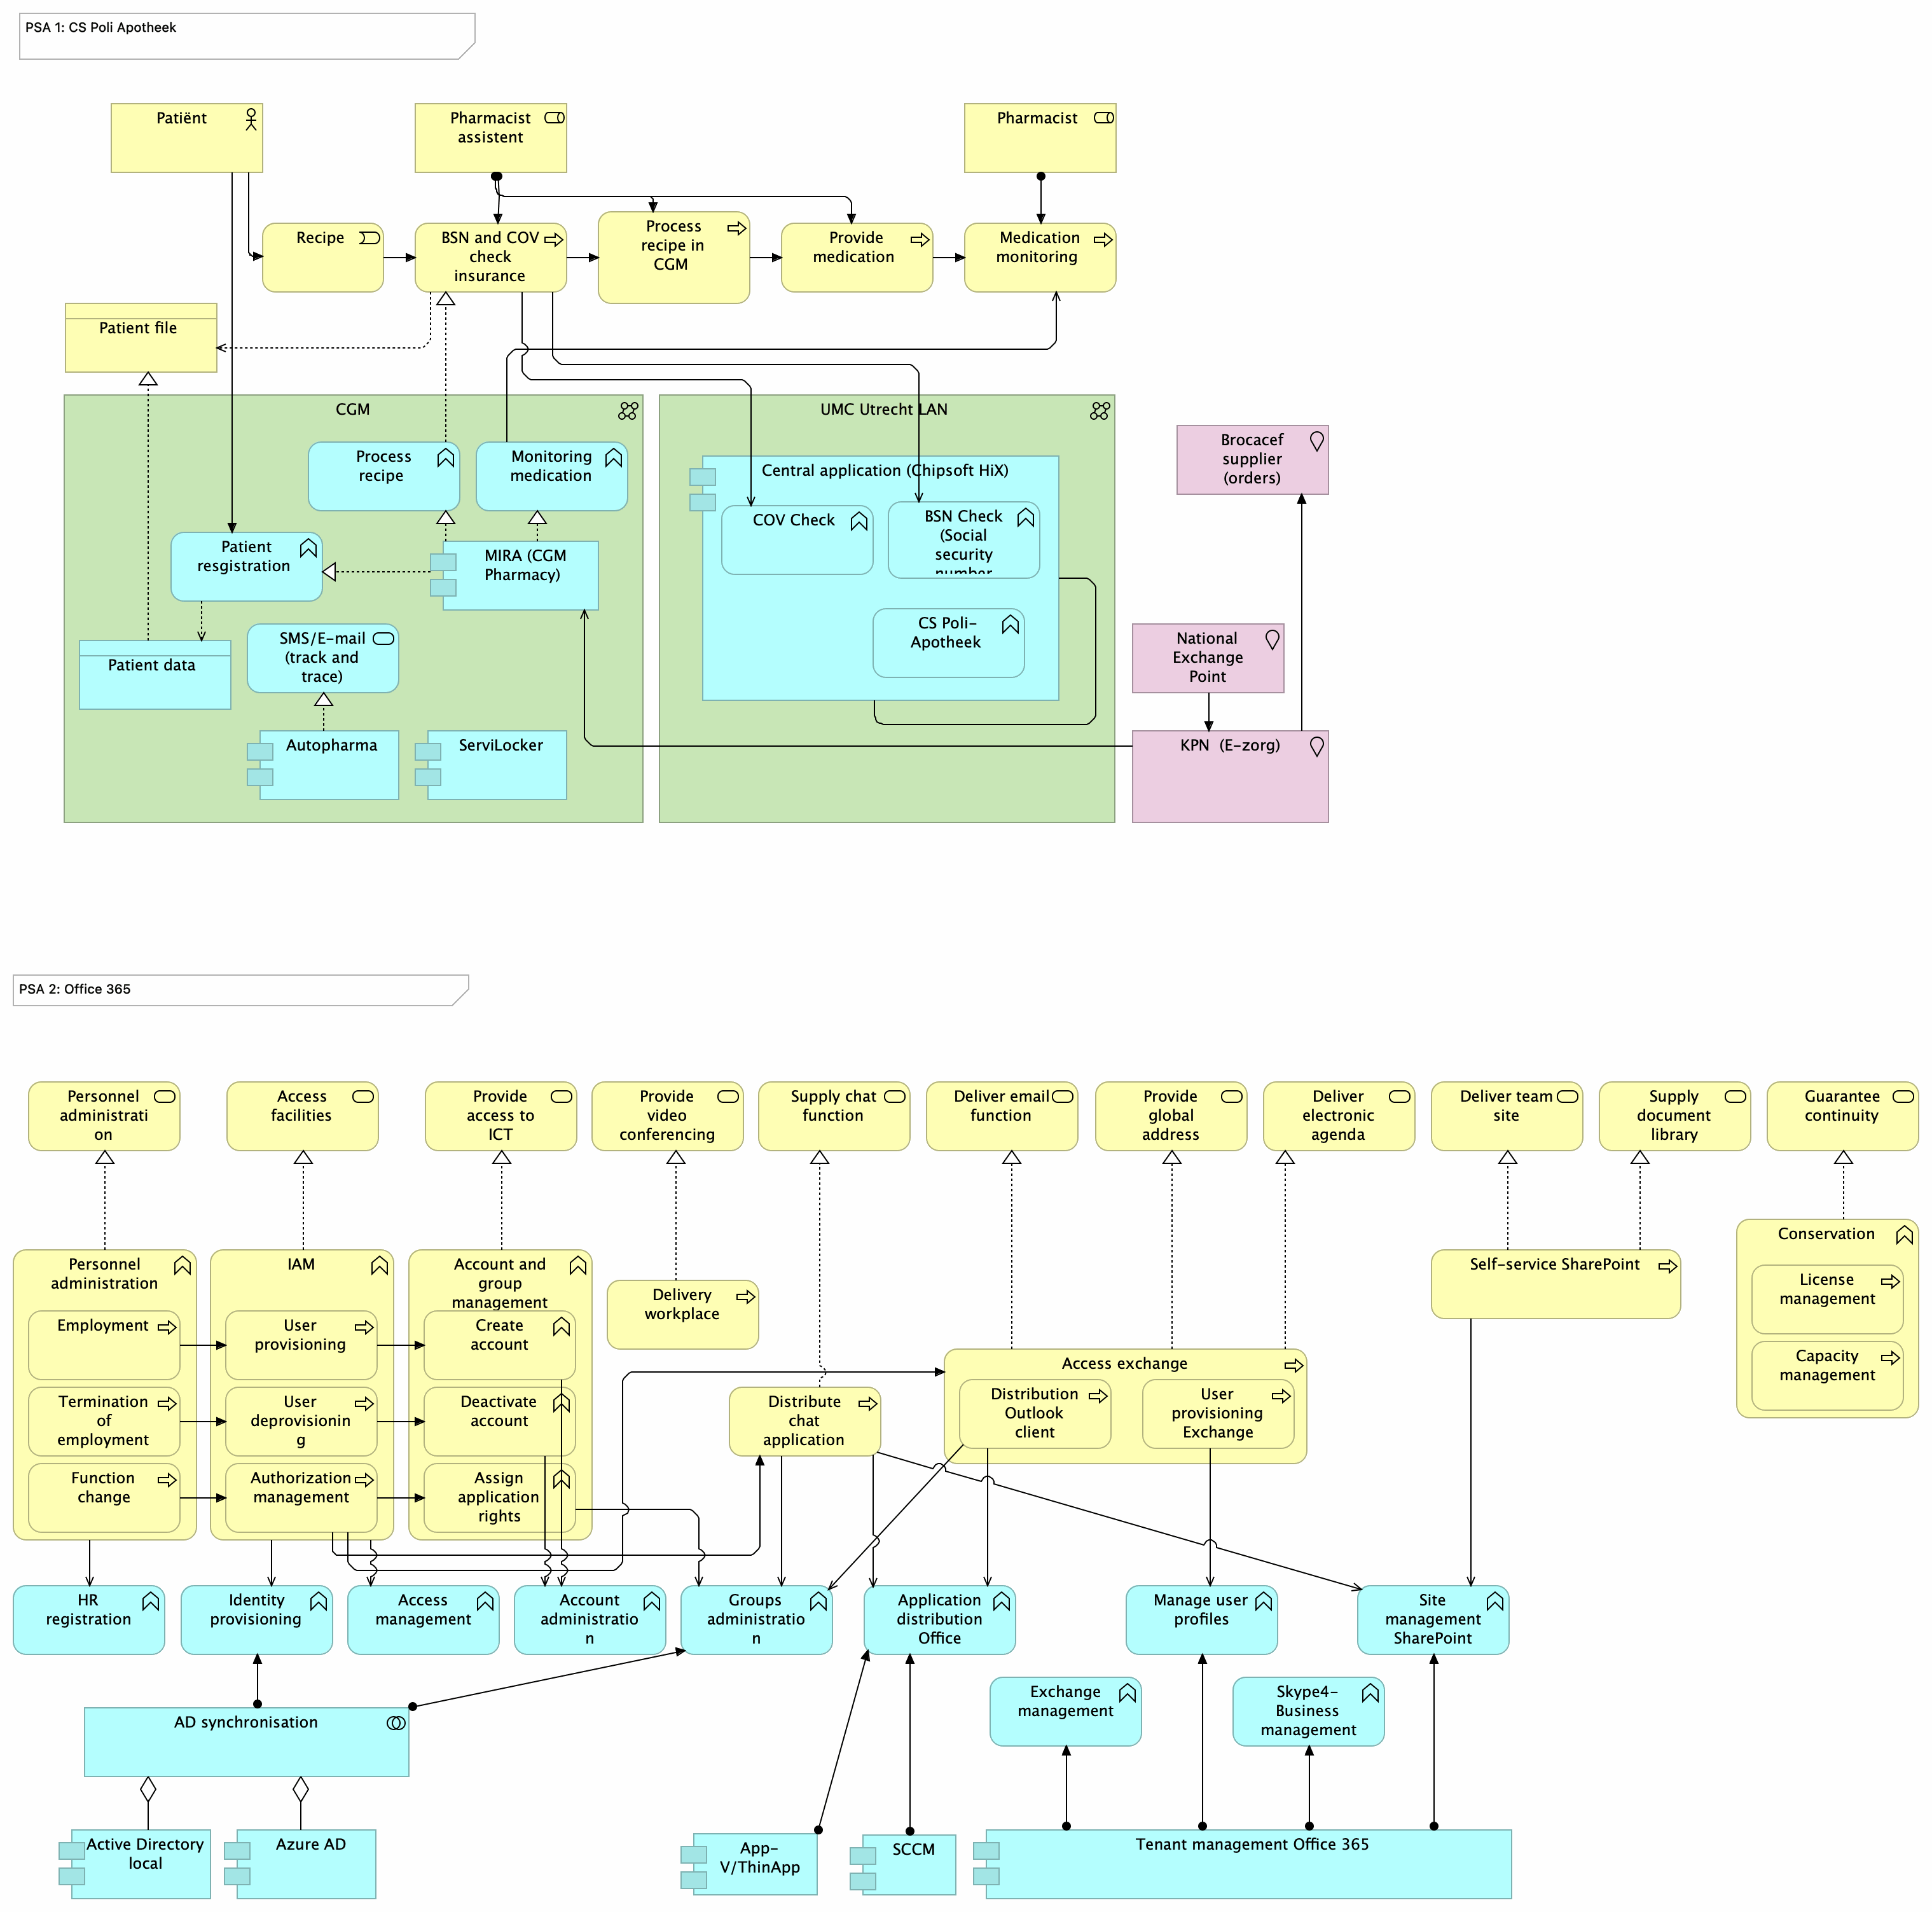 PSA 1: CS Poli Apotheek
Patiënt
Pharmacist
assistent
Pharmacist
Recipe
BSN and COV
check
insurance
Process
recipe in
CGM
Provide
medication
Medication
monitoring
Patient file
CGM
Process
recipe
Monitoring
medication
Patient
resgistration
MIRA (CGM
Pharmacy)
Patient data
SMS/E-mail
(track and
trace)
Autopharma
ServiLocker
UMC Utrecht LAN
Central application (Chipsoft HiX)
COV Check
BSN Check
(Social
security
number
CS Poli-
Apotheek
Brocacef
supplier
(orders)
National
Exchange
Point
KPN (E-zorg)
PSA 2: Office 365
Personnel
administrati
on
Access
facilities
Provide
access to
ICT
Provide
video
conferencing
Supply chat
function
Deliver email
function
Provide
global
address
Deliver
electronic
agenda
Deliver team
site
Supply
document
library
Guarantee
continuity
Personnel
administration
Employment
Termination
of
employment
Function
change
IAM
User
provisioning
User
deprovisionin
g
Authorization
management
Account and
group
management
Create
account
Deactivate
account
Assign
application
rights
Delivery
workplace
Distribute
chat
application
Access exchange
Distribution
Outlook
client
User
provisioning
Exchange
Self-service SharePoint
Conservation
License
management
Capacity
management
HR
registration
Identity
provisioning
Access
management
Account
administratio
n
Groups
administratio
n
Application
distribution
Office
Manage user
profiles
Site
management
SharePoint
Exchange
management
Skype4-
Business
management
AD synchronisation
Active Directory
local
Azure AD
App-
V/ThinApp
SCCM
Tenant management Office 365